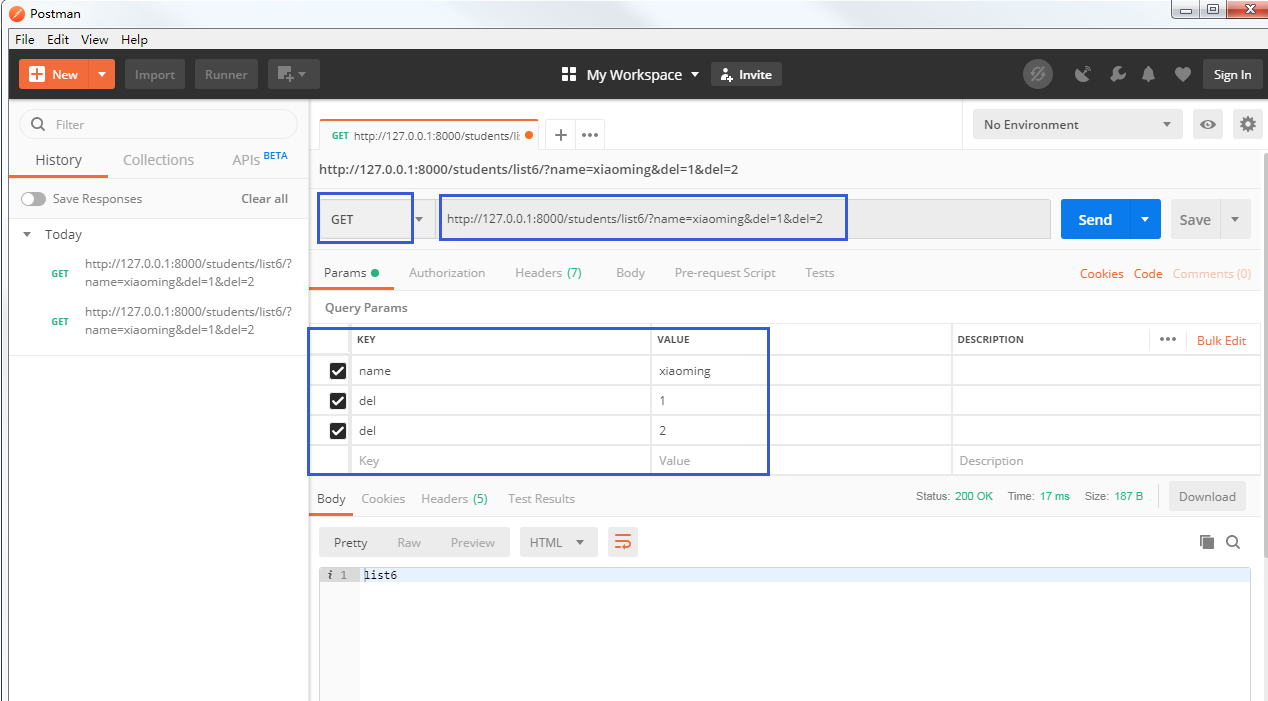 Postman
File Edit View Help
New Import Runner My Workspace Invite Sign In
Filter
History Collections APIs BETA
Save Responses Clear all
Today
GET http://127.0.0.1:8000/students/list6/?
name=xiaoming&del=1&del=2
GET http://127.0.0.1:8000/students/list6/?
name=xiaoming&del=1&del=2
GET http://127.0.0.1:8000/students/li
No Environment
http://127.0.0.1:8000/students/list6/?name=xiaoming&del=1&del=2
GET http://127.0.0.1:8000/students/list6/?name=xiaoming&del=1&del=2 Send Save
Params Authorization Headers (7) Body Pre-request Script Tests Cookies Code Comments (0)
Query Params
KEY VALUE DESCRIPTION Bulk Edit
name xiaoming
del 1
del 2
Key Value Description
Body Cookies Headers (5) Test Results Status: 200 OK Time: 17 ms Size: 187 B Download
Pretty Raw Preview HTML
i 1 list6